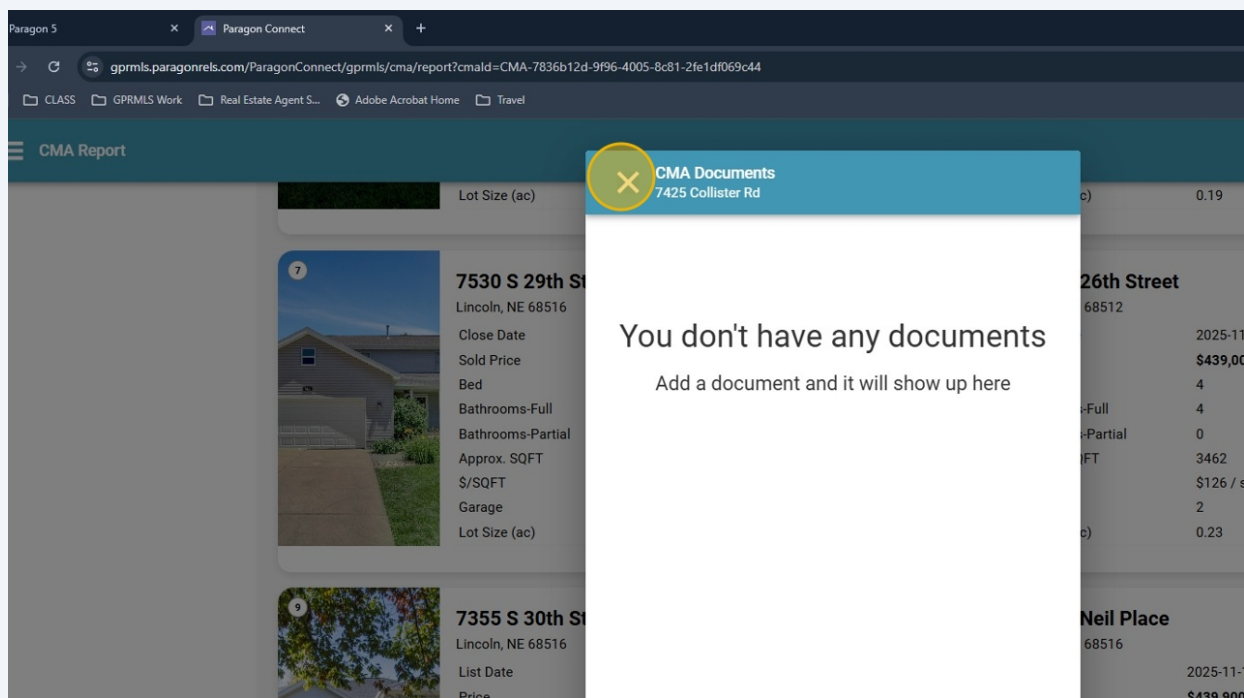 Paragon 5
Paragon Connect
gprmls.paragonrels.com/ParagonConnect/gprmls/cma/report?cmaId=CMA-7836b12d-9f96-4005-8c81-2fe1df069c44
CLASS GPRMLS Work Real Estate Agent S... Adobe Acrobat Home Travel
CMA Report
CMA Documents
7425 Collister Rd
You don't have any documents
Add a document and it will show up here
Lot Size (ac)
c) 0.19
7
7530 S 29th St
Lincoln, NE 68516
Close Date
Sold Price
Bed
Bathrooms-Full
Bathrooms-Partial
Approx. SQFT
$/SQFT
Garage
Lot Size (ac)
26th Street
68512
2025-11
$439,00
4
s-Full 4
s-Partial 0
QFT 3462
$126 / s
2
c) 0.23
9
7355 S 30th St
Lincoln, NE 68516
List Date
Price
Neil Place
68516
2025-11-
$439,900